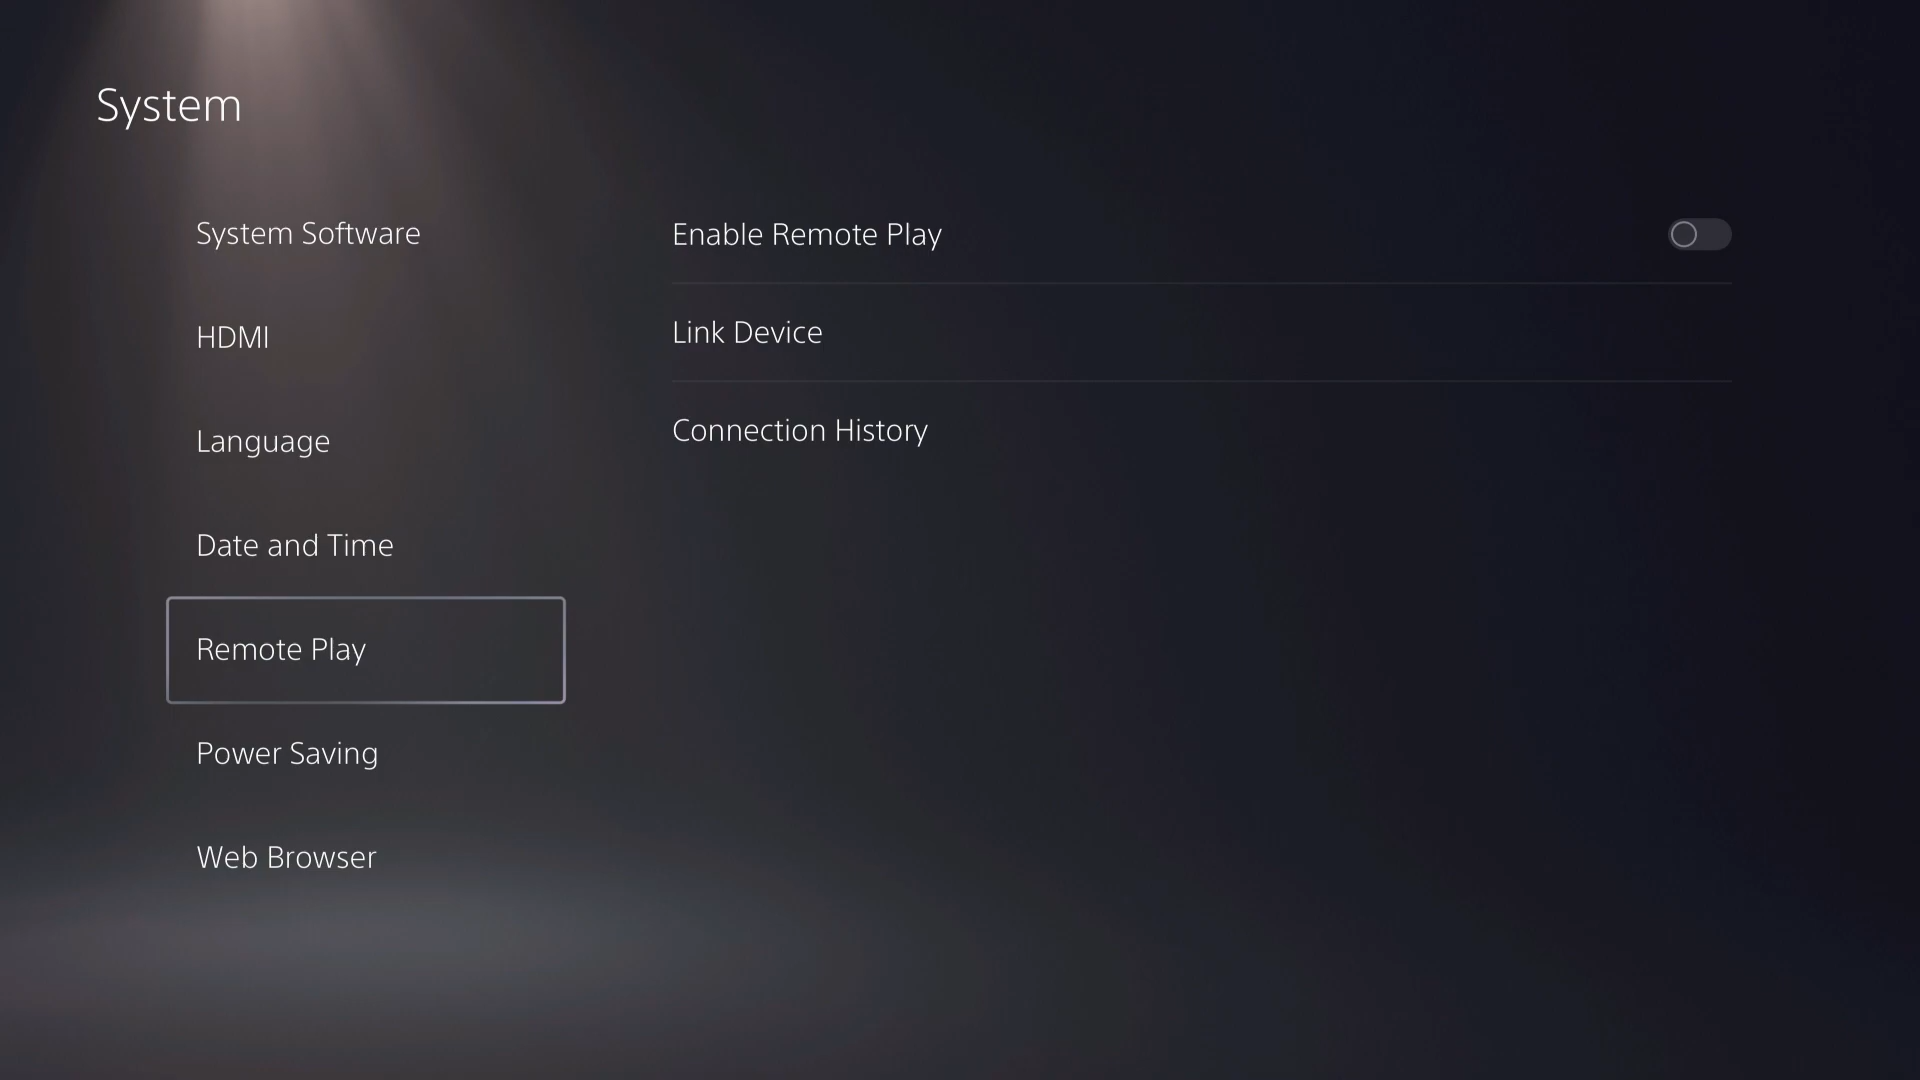 System
System Software
HDMI
Language
Date and Time
Remote Play
Power Saving
Web Browser
Enable Remote Play
Link Device
Connection History